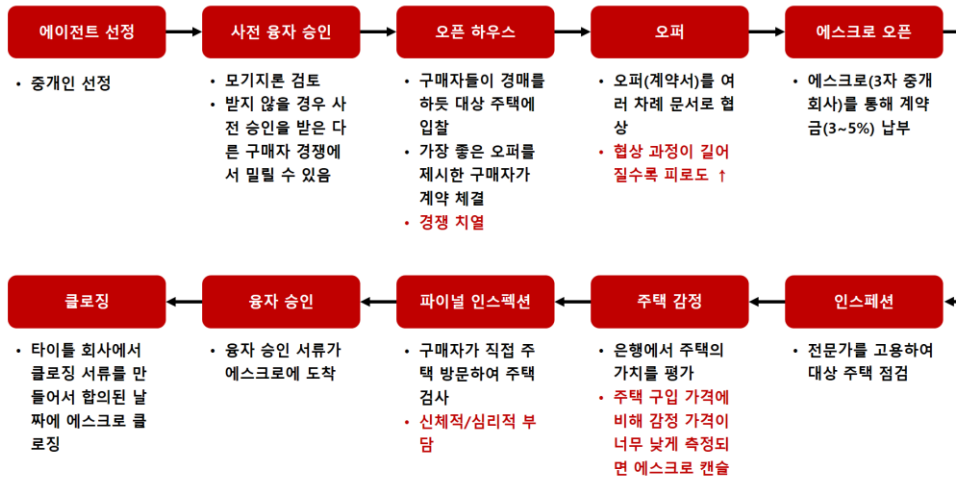 에이전트 선정
• 중개인 선정
사전 융자 승인
• 모기지론 검토
• 받지 않을 경우 사
전 승인을 받은 다
른 구매자 경쟁에
서 밀릴 수 있음
오픈 하우스
• 구매자들이 경매를
하듯 대상 주택에
입찰
• 가장 좋은 오퍼를
제시한 구매자가
계약 체결
• 경쟁 치열
오퍼
• 오퍼(계약서)를 여
러 차례 문서로 협
상
• 협상 과정이 길어
질수록 피로도 ↑
에스크로 오픈
• 에스크로(3자 중개
회사)를 통해 계약
금(3~5%) 납부
인스페션
• 전문가를 고용하여
대상 주택 점검
주택 감정
• 은행에서 주택의
가치를 평가
• 주택 구입 가격에
비해 감정 가격이
너무 낮게 측정되
면 에스크로 캔슬
파이널 인스펙션
• 구매자가 직접 주
택 방문하여 주택
검사
• 신체적/심리적 부
담
융자 승인
• 융자 승인 서류가
에스크로에 도착
클로징
• 타이틀 회사에서
클로징 서류를 만
들어서 합의된 날
짜에 에스크로 클
로징